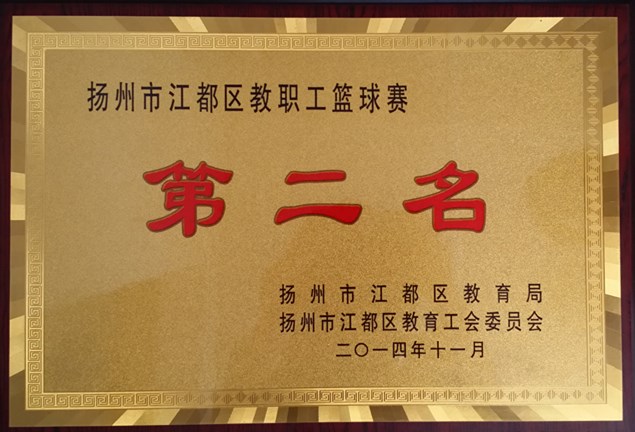 扬州市江都区教职工篮球赛
第二名
扬州市江都区教育局
扬州市江都区教育工会委员会
二〇一四年十一月